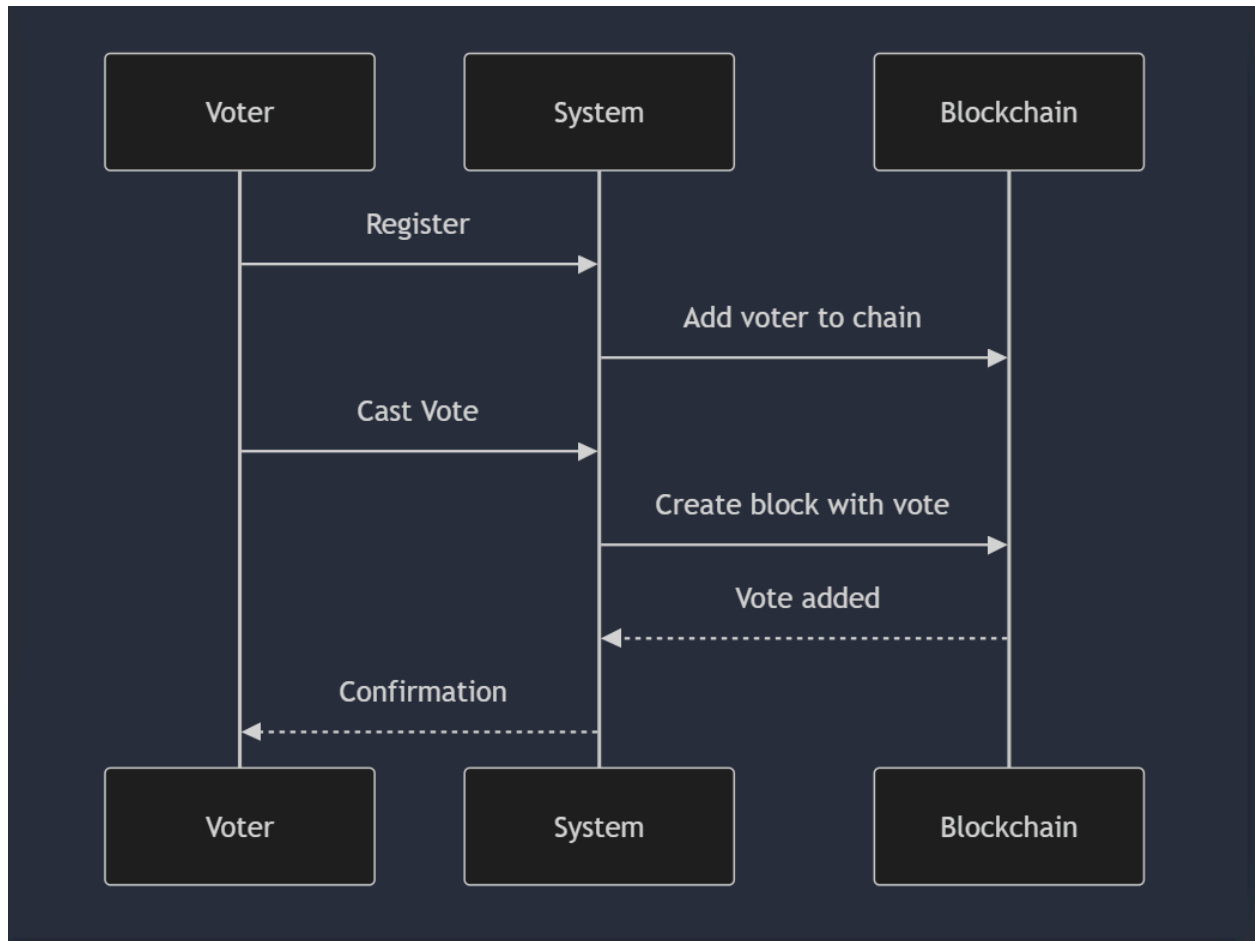 Voter
System
Blockchain
Register
Add voter to chain
Cast Vote
Create block with vote
Vote added
Confirmation
Voter
System
Blockchain